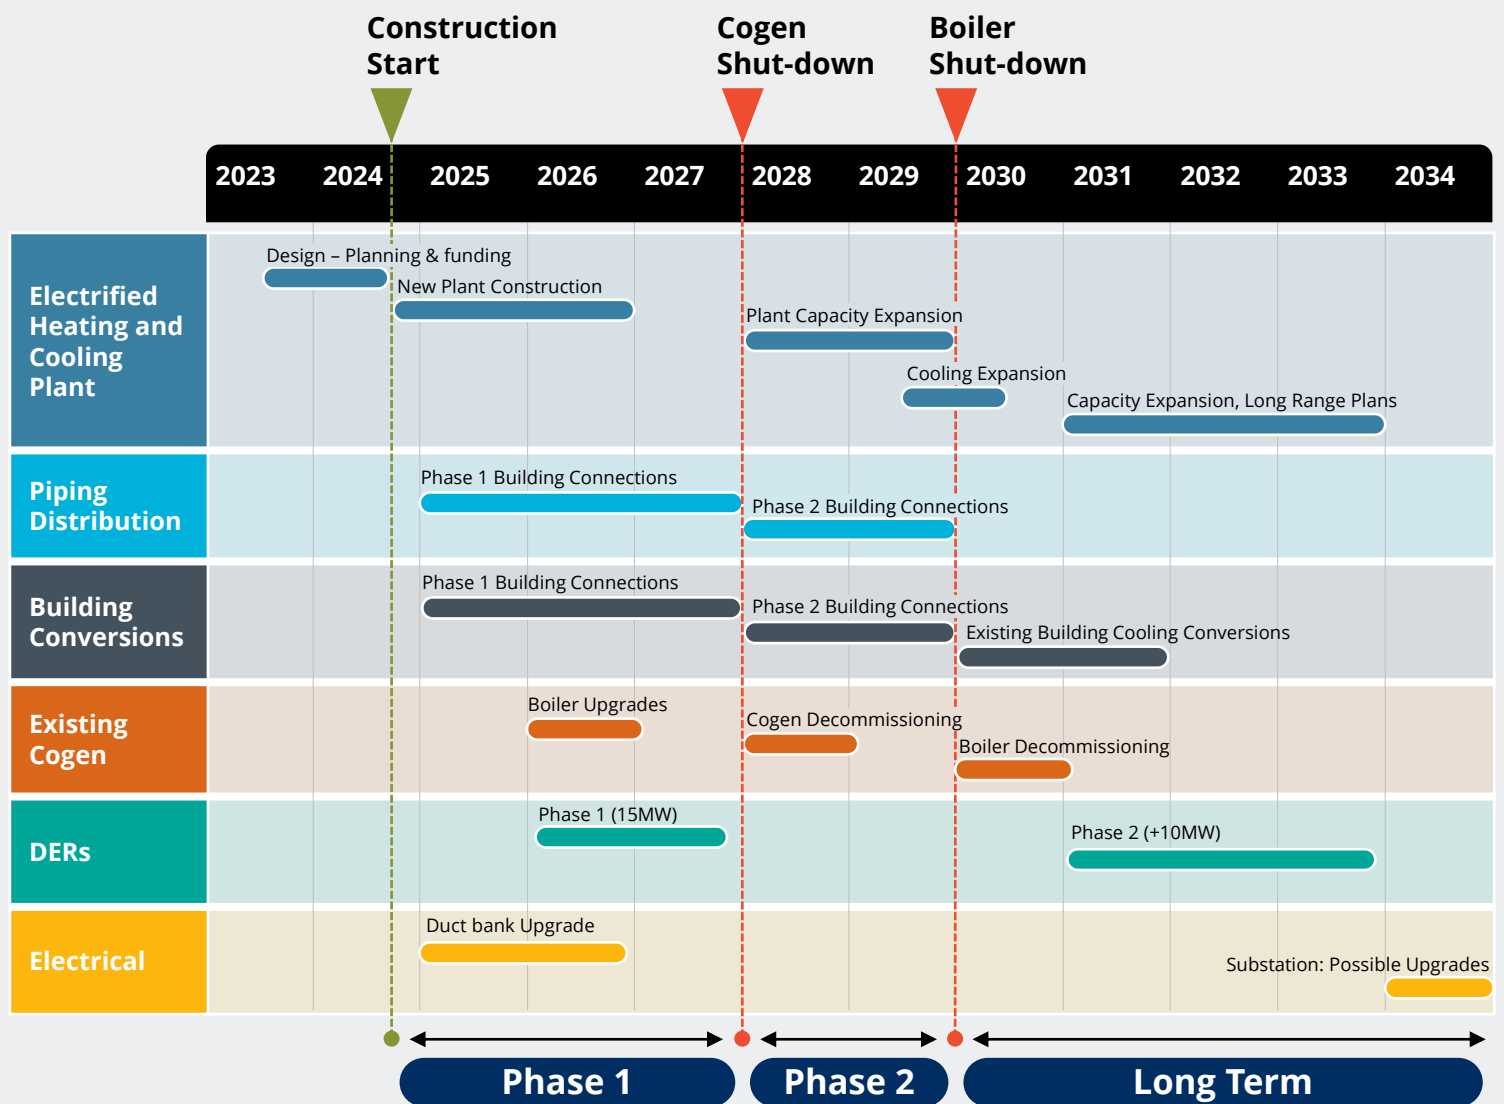 Construction
Start
Cogen
Shut-down
Boiler
Shut-down
2023 2024 2025 2026 2027 2028 2029 2030 2031 2032 2033 2034
Electrified
Heating and
Cooling
Plant
Design – Planning & funding
New Plant Construction
Plant Capacity Expansion
Cooling Expansion
Capacity Expansion, Long Range Plans
Piping
Distribution
Phase 1 Building Connections
Phase 2 Building Connections
Building
Conversions
Phase 1 Building Connections
Phase 2 Building Connections
Existing Building Cooling Conversions
Existing
Cogen
Boiler Upgrades
Cogen Decommissioning
Boiler Decommissioning
DERs
Phase 1 (15MW)
Phase 2 (+10MW)
Electrical
Duct bank Upgrade
Substation: Possible Upgrades
Phase 1
Phase 2
Long Term